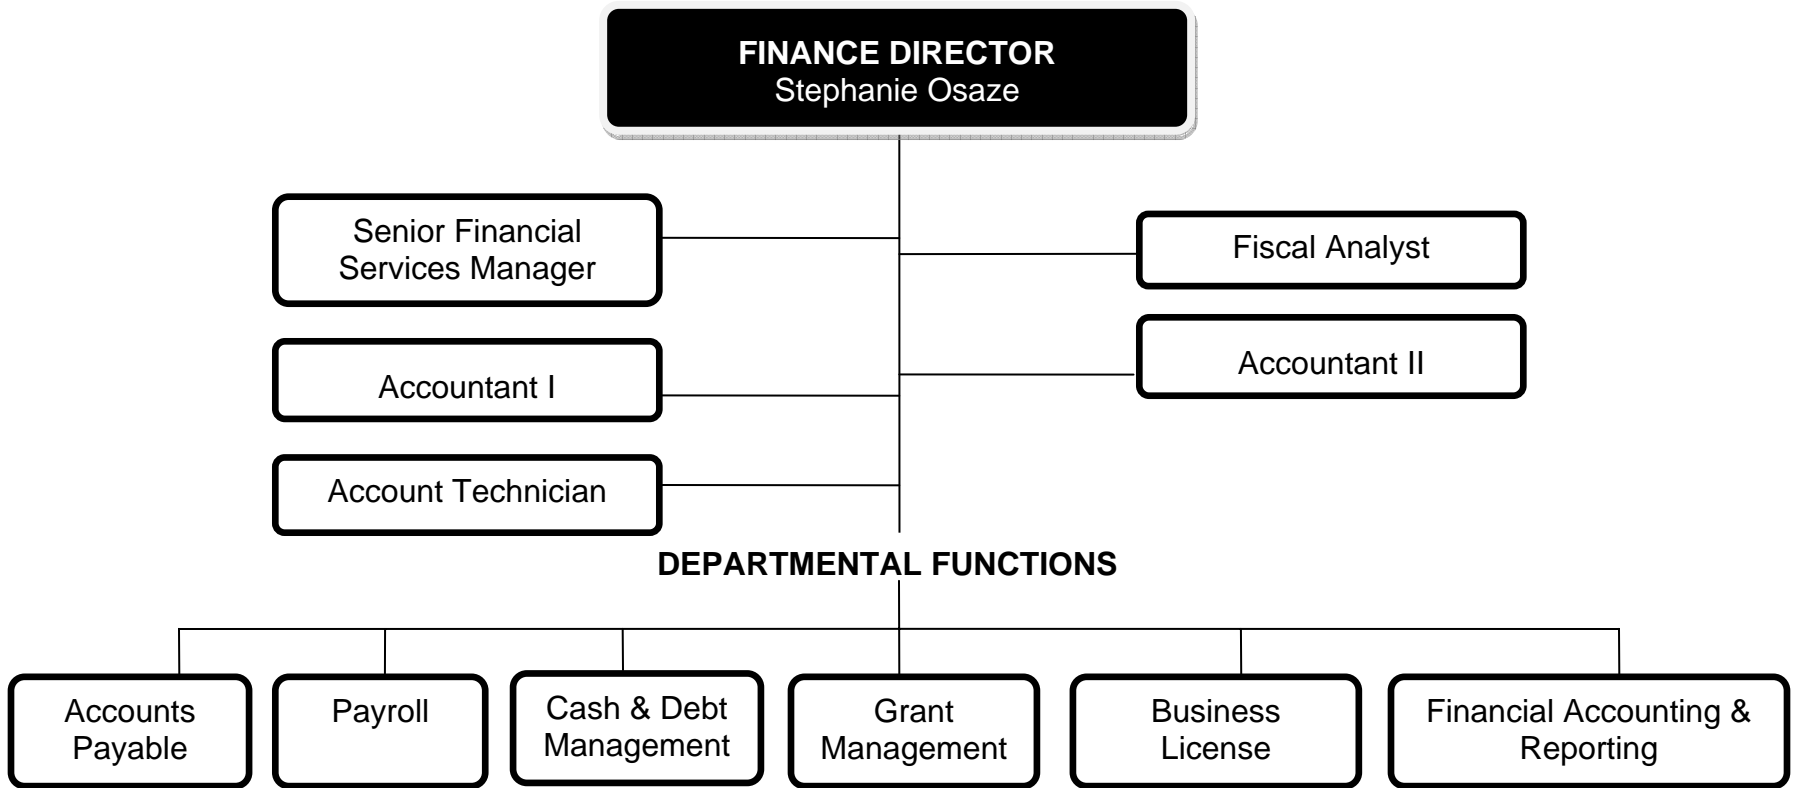 FINANCE DIRECTOR
Stephanie Osaze
Senior Financial
Services Manager
Fiscal Analyst
Accountant I
Accountant II
Account Technician
DEPARTMENTAL FUNCTIONS
Accounts
Payable
Payroll
Cash & Debt
Management
Grant
Management
Business
License
Financial Accounting &
Reporting